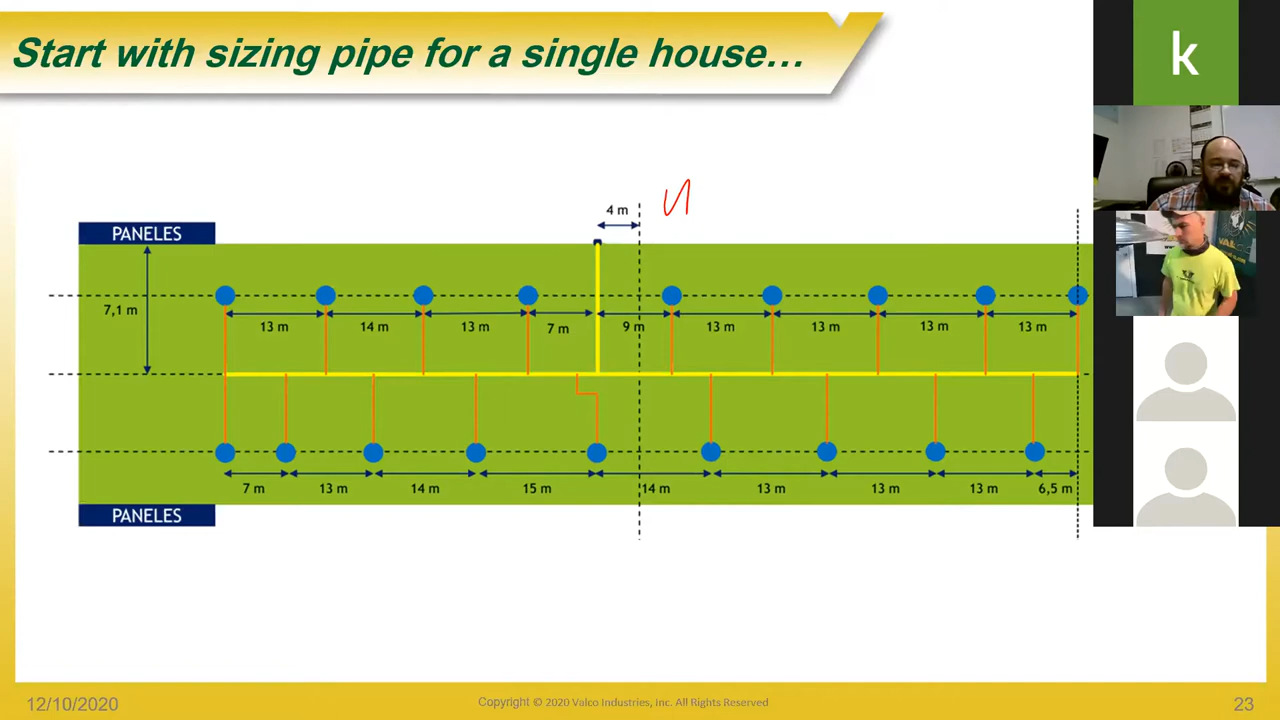 Start with sizing pipe for a single house...
k
4 m
PANELES
7,1 m
13 m
14 m
13 m
7 m
9 m
13 m
13 m
13 m
13 m
7 m
13 m
14 m
15 m
14 m
13 m
13 m
13 m
6,5 m
PANELES
12/10/2020
Copyright © 2020 Valco Industries, Inc. All Rights Reserved
23